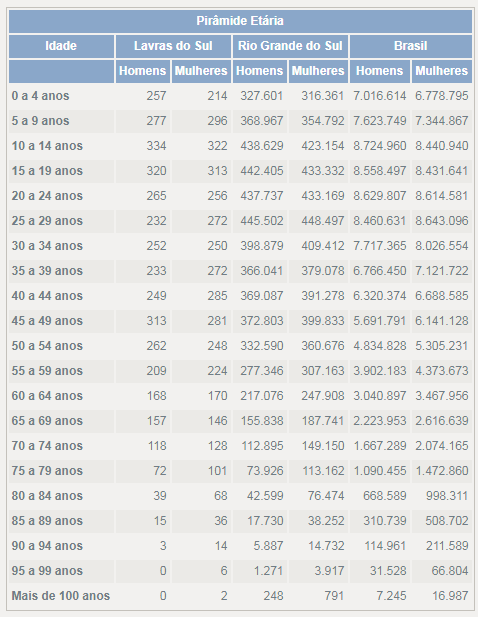 Pirâmide Etária
Idade Lavras do Sul Rio Grande do Sul Brasil
Homens Mulheres Homens Mulheres Homens Mulheres
0 a 4 anos 257 214 327.601 316.361 7.016.614 6.778.795
5 a 9 anos 277 296 368.967 354.792 7.623.749 7.344.867
10 a 14 anos 334 322 438.629 423.154 8.724.960 8.440.940
15 a 19 anos 320 313 442.405 433.332 8.558.497 8.431.641
20 a 24 anos 265 256 437.737 433.169 8.629.807 8.614.581
25 a 29 anos 232 272 445.502 448.497 8.460.631 8.643.096
30 a 34 anos 252 250 398.879 409.412 7.717.365 8.026.554
35 a 39 anos 233 272 366.041 379.078 6.766.450 7.121.722
40 a 44 anos 249 285 369.087 391.278 6.320.374 6.688.585
45 a 49 anos 313 281 372.803 399.833 5.691.791 6.141.128
50 a 54 anos 262 248 332.590 360.676 4.834.828 5.305.231
55 a 59 anos 209 224 277.346 307.163 3.902.183 4.373.673
60 a 64 anos 168 170 217.076 247.908 3.040.897 3.467.956
65 a 69 anos 157 146 155.838 187.741 2.223.953 2.616.639
70 a 74 anos 118 128 112.895 149.150 1.667.289 2.074.165
75 a 79 anos 72 101 73.926 113.162 1.090.455 1.472.860
80 a 84 anos 39 68 42.599 76.474 668.589 998.311
85 a 89 anos 15 36 17.730 38.252 310.739 508.702
90 a 94 anos 3 14 5.887 14.732 114.961 211.589
95 a 99 anos 0 6 1.271 3.917 31.528 66.804
Mais de 100 anos 0 2 248 791 7.245 16.987